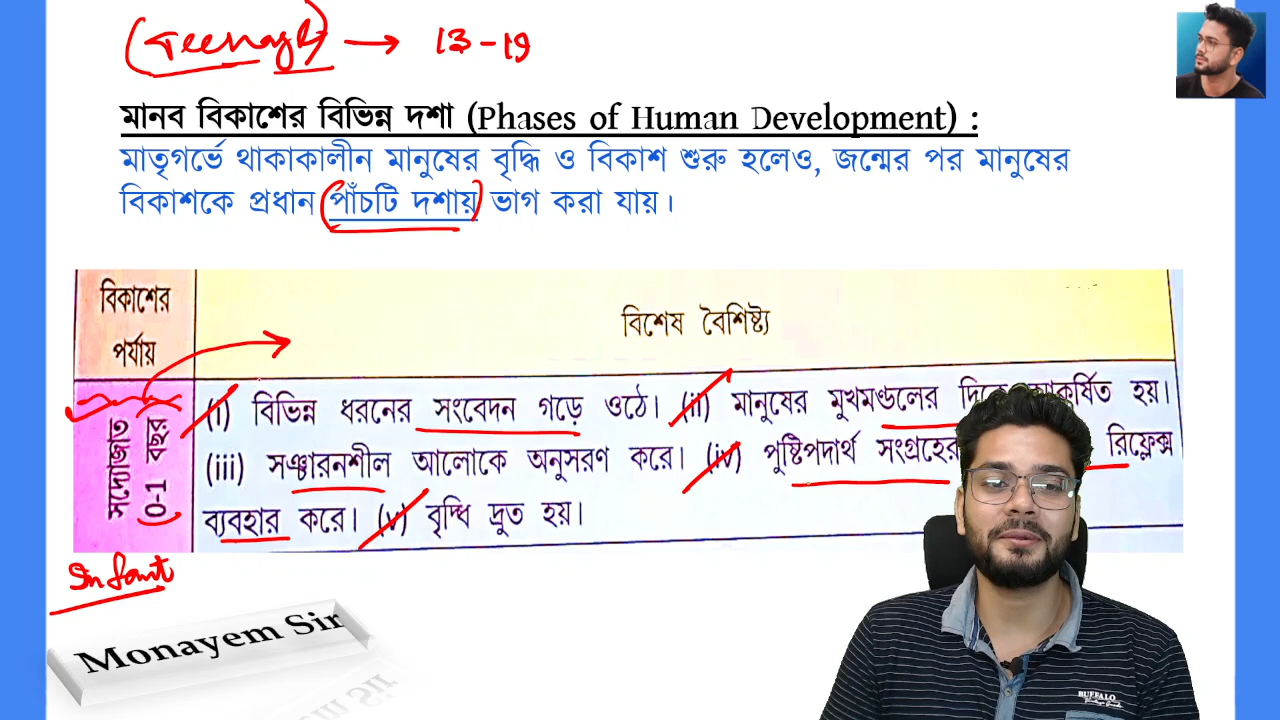 (Teenage) → 13-19
মানব বিকাশের বিভিন্ন দশা (Phases of Human Development) :
মাতৃগর্ভে থাকাকালীন মানুষের বৃদ্ধি ও বিকাশ শুরু হলেও, জন্মের পর মানুষের
বিকাশকে প্রধান পাঁচটি দশায় ভাগ করা যায়।
বিকাশের
পর্যায়
বিশেষ বৈশিষ্ট্য
সদ্যোজাত
(0-1 বছর)
(i) বিভিন্ন ধরনের সংবেদন গড়ে ওঠে। (ii) মানুষের মুখমণ্ডলের দিকে আকর্ষিত হয়।
(iii) সঞ্চারনশীল আলোকে অনুসরণ করে। (iv) পুষ্টিপদার্থ সংগ্রহের রিফ্লেক্স
ব্যবহার করে। (v) বৃদ্ধি দ্রুত হয়।
Infant
Monayem Sir
BUFFALO